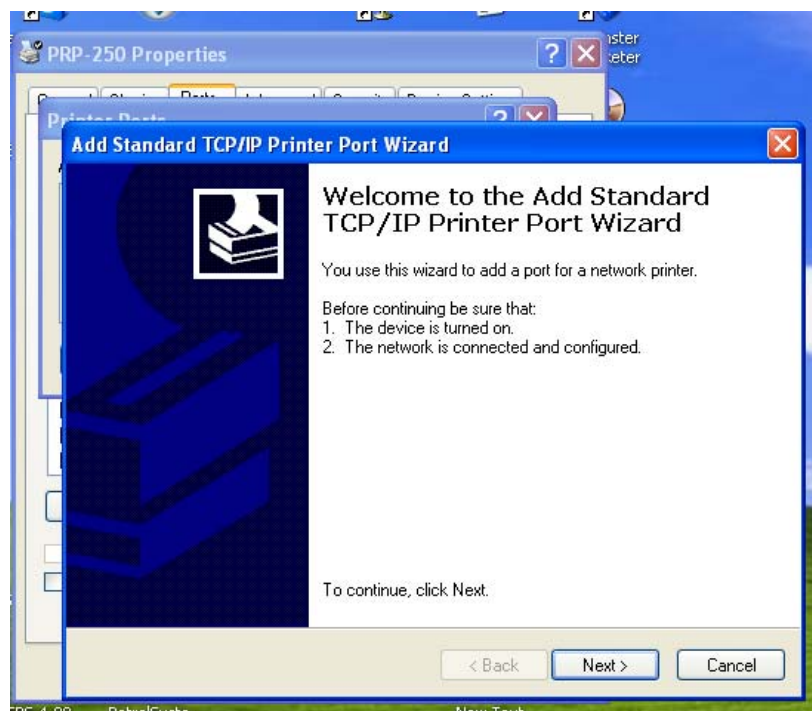 PRP-250 Properties
Printer Ports
Add Standard TCP/IP Printer Port Wizard
Welcome to the Add Standard
TCP/IP Printer Port Wizard
You use this wizard to add a port for a network printer.
Before continuing be sure that:
1. The device is turned on.
2. The network is connected and configured.
To continue, click Next.
< Back
Next >
Cancel